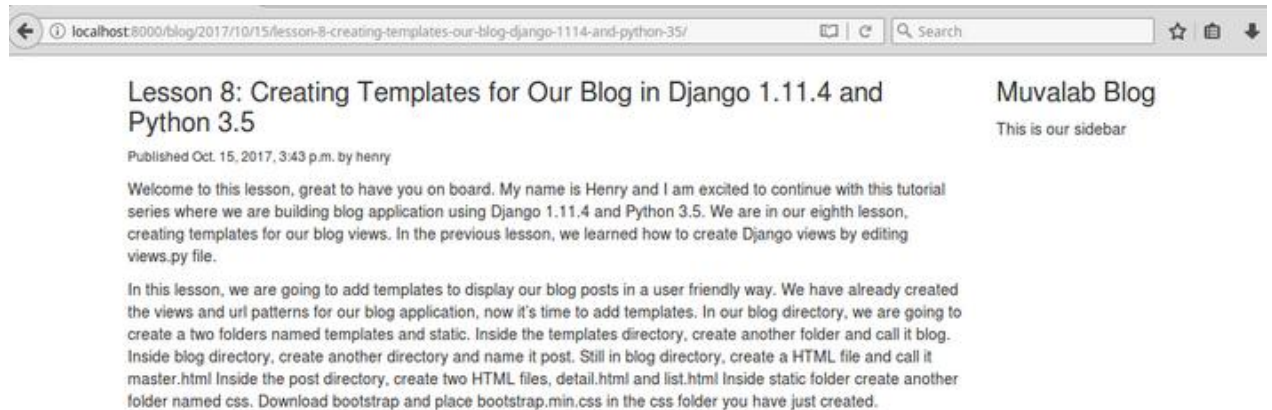 localhost:8000/blog/2017/10/15/lesson-8-creating-templates-our-blog-django-1114-and-python-35/
Search
Lesson 8: Creating Templates for Our Blog in Django 1.11.4 and
Python 3.5
Published Oct. 15, 2017, 3:43 p.m. by henry
Welcome to this lesson, great to have you on board. My name is Henry and I am excited to continue with this tutorial
series where we are building blog application using Django 1.11.4 and Python 3.5. We are in our eighth lesson,
creating templates for our blog views. In the previous lesson, we learned how to create Django views by editing
views.py file.
In this lesson, we are going to add templates to display our blog posts in a user friendly way. We have already created
the views and url patterns for our blog application, now it's time to add templates. In our blog directory, we are going to
create a two folders named templates and static. Inside the templates directory, create another folder and call it blog.
Inside blog directory, create another directory and name it post. Still in blog directory, create a HTML file and call it
master.html Inside the post directory, create two HTML files, detail.html and list.html Inside static folder create another
folder named css. Download bootstrap and place bootstrap.min.css in the css folder you have just created.
Muvalab Blog
This is our sidebar